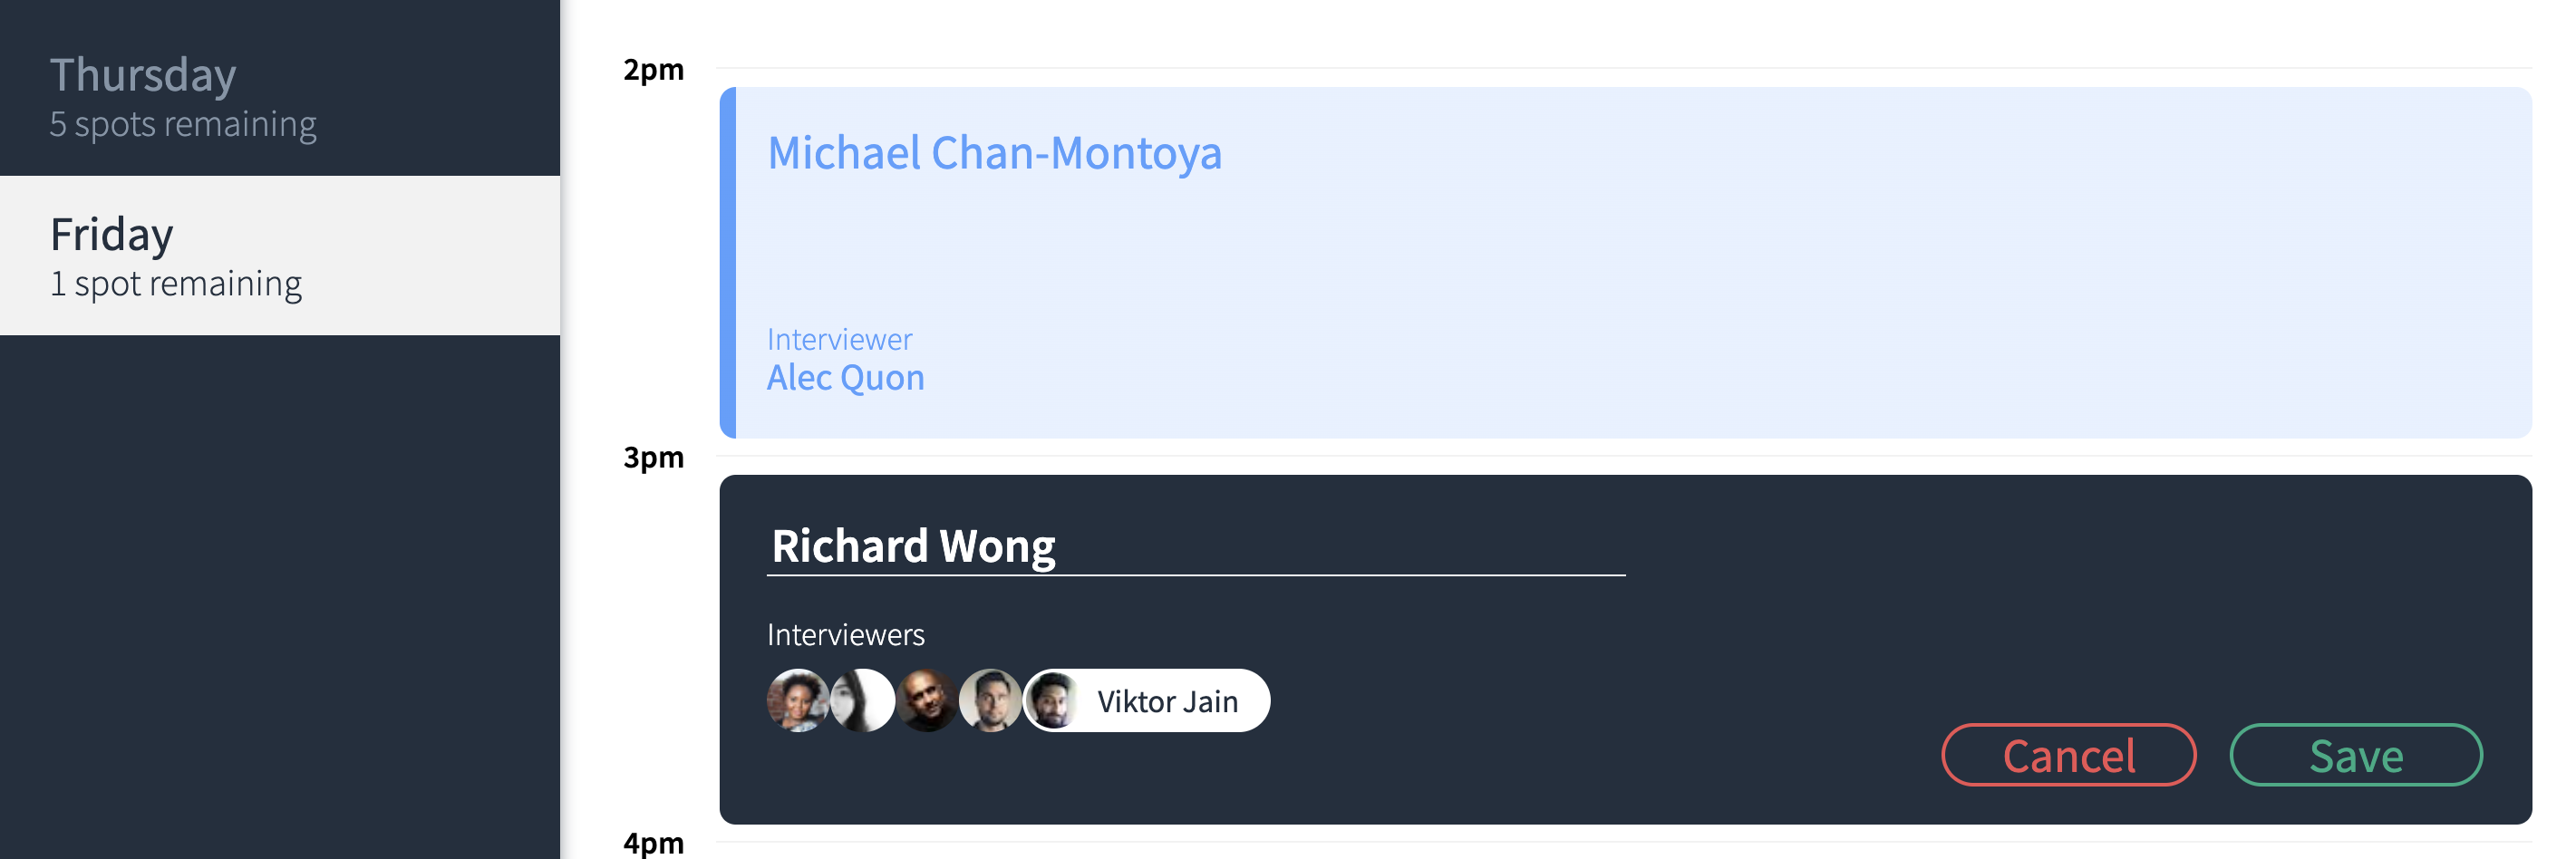 Thursday
5 spots remaining
Friday
1 spot remaining
2pm
Michael Chan-Montoya
Interviewer
Alec Quon
3pm
Richard Wong
Interviewers
Viktor Jain
Cancel
Save
4pm